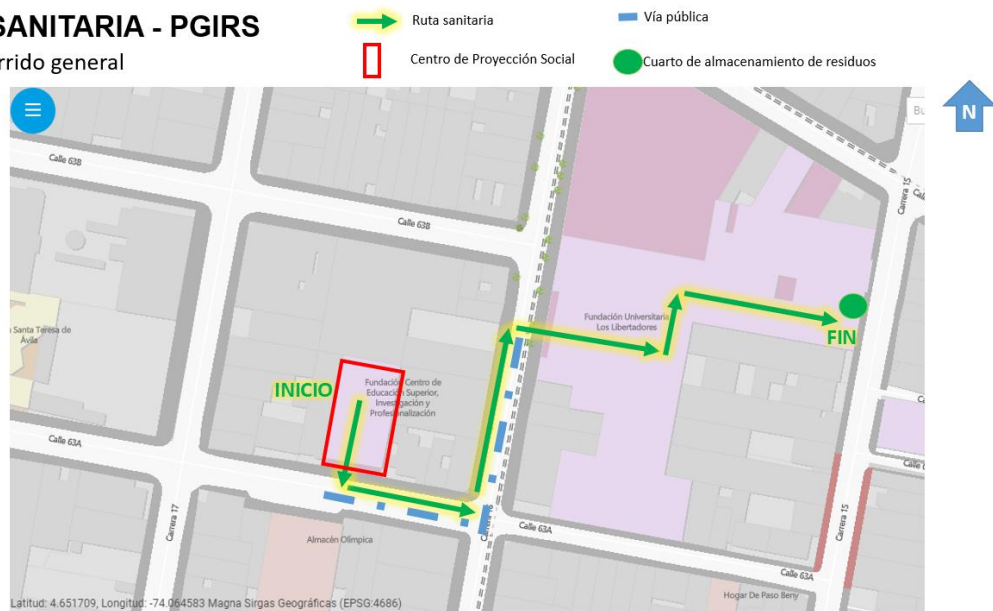 SANITARIA - PGIRS
rrido general
Ruta sanitaria
Vía pública
Centro de Proyección Social
Cuarto de almacenamiento de residuos
N
Bu
Calle 63B
Calle 63B
Carrera 15
Santa Teresa de
Ávila
Fundación Universitaria
Los Libertadores
FIN
INICIO
Fundación Centro de
Educación Superior,
Investigación y
Profesionalización
Calle 63A
Carrera 17
Almacén Olímpica
Calle 63A
Carrera 15
Calle 63A
Hogar De Paso Beny
Latitud: 4.651709, Longitud: -74.064583 Magna Sirgas Geográficas (EPSG:4686)